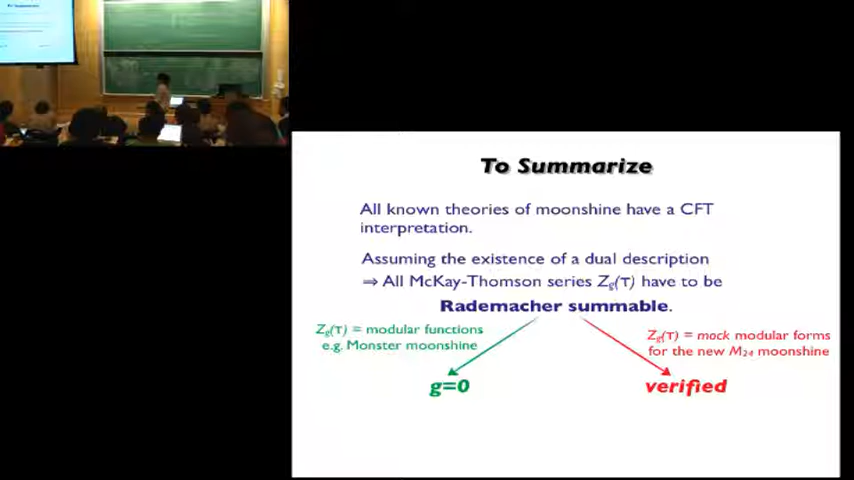 To Summarize
All known theories of moonshine have a CFT
interpretation.
Assuming the existence of a dual description
⇒ All McKay-Thomson series Zg(τ) have to be
Rademacher summable.
Zg(τ) = modular functions
e.g. Monster moonshine
Zg(τ) = mock modular forms
for the new M24 moonshine
g=0
verified